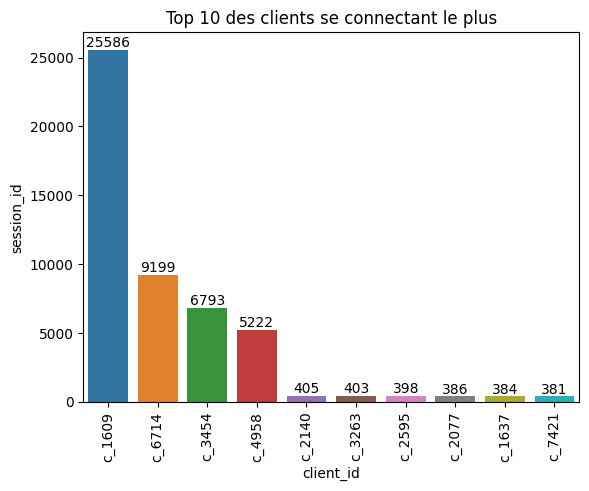 Top 10 des clients se connectant le plus
session_id
25000
20000
15000
10000
5000
0
25586
9199
6793
5222
405
403
398
386
384
381
c_1609
c_6714
c_3454
c_4958
c_2140
c_3263
c_2595
c_2077
c_1637
c_7421
client_id